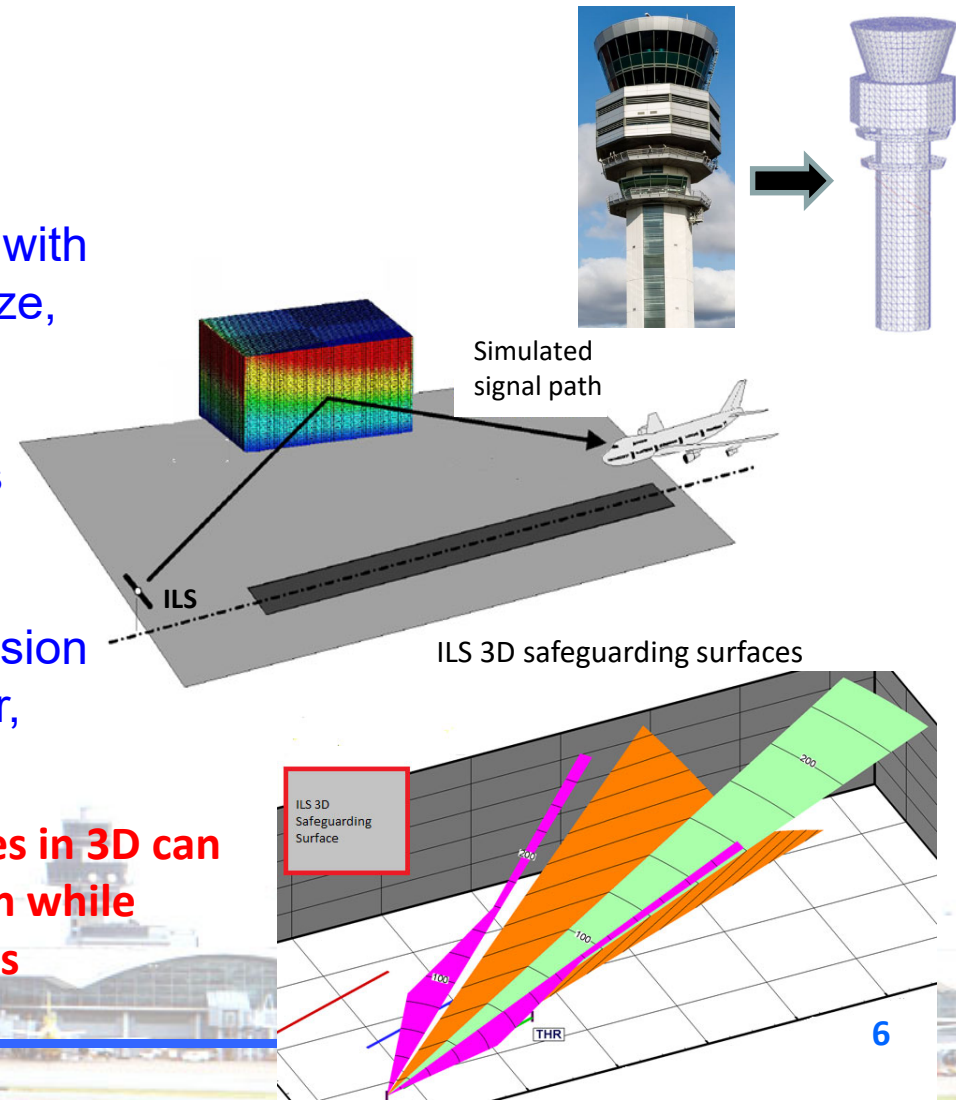 with
ze,
s
sion
r,
es in 3D can
n while
s
Simulated
signal path
ILS
ILS 3D safeguarding surfaces
ILS 3D
Safeguarding
Surface
200
200
100
100
THR
6